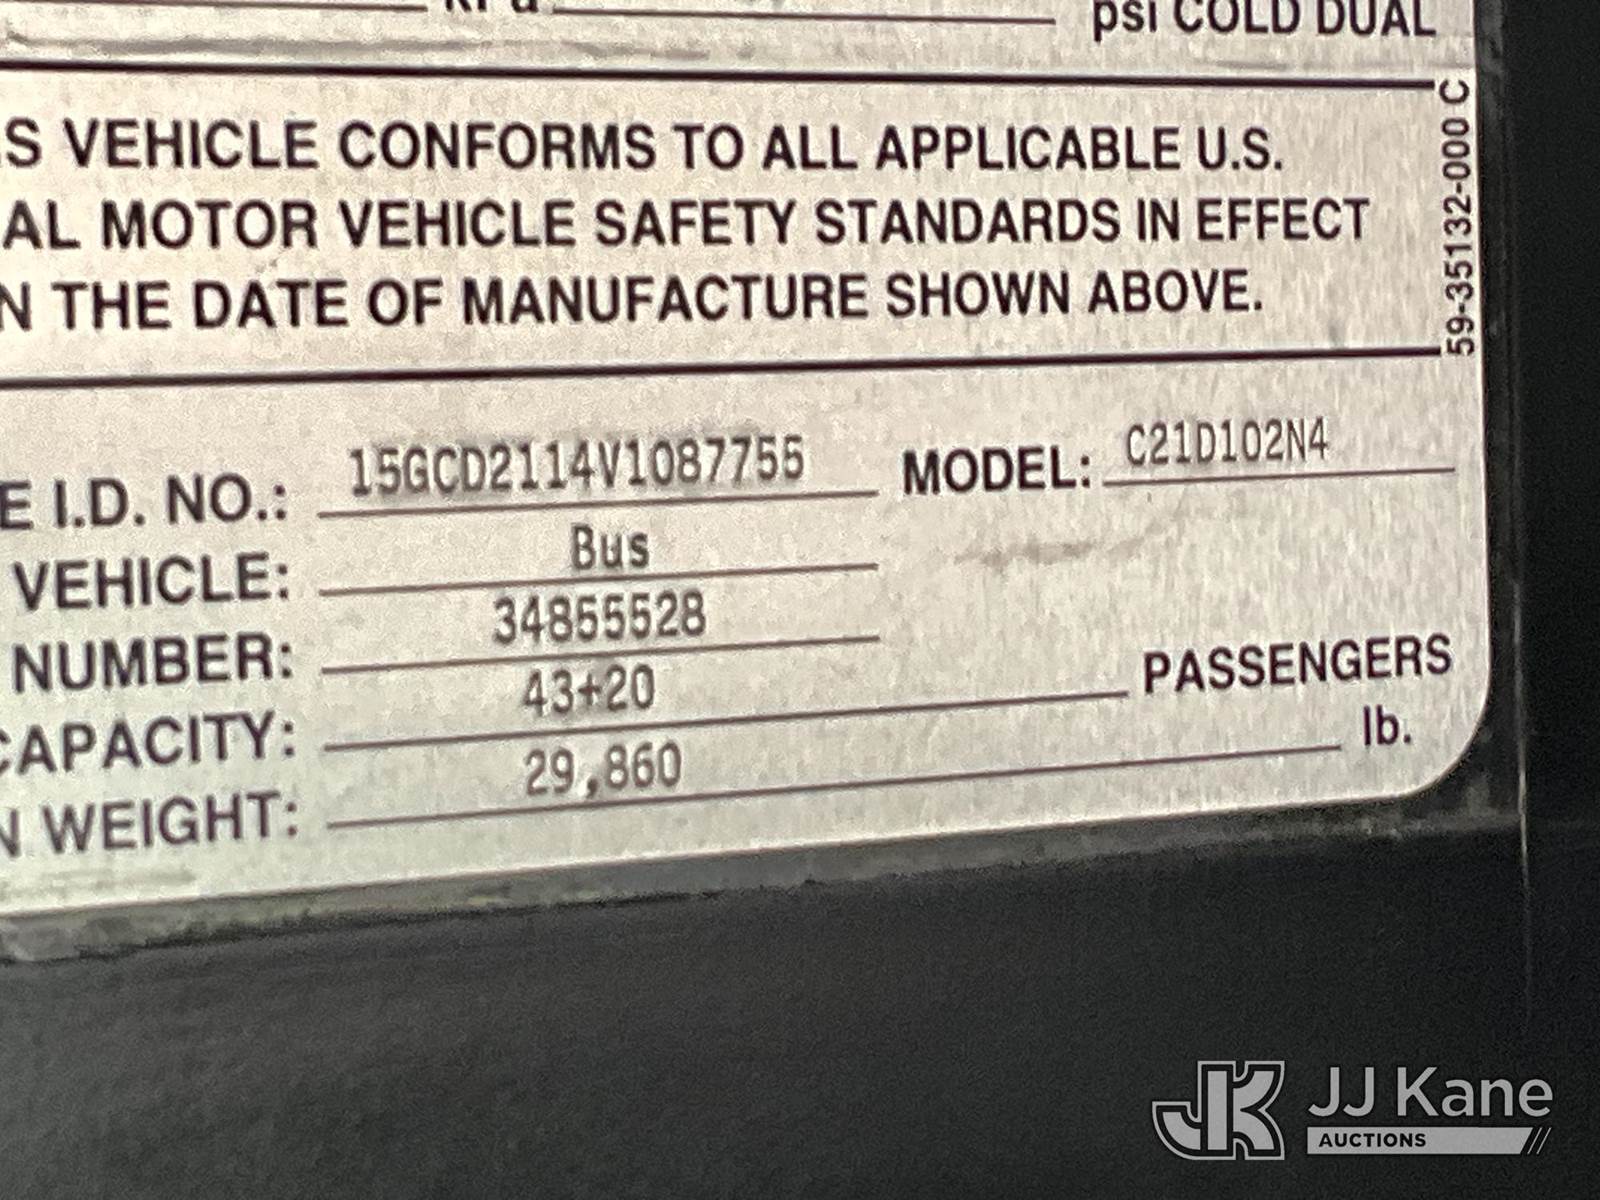 kPa psi COLD DUAL
S VEHICLE CONFORMS TO ALL APPLICABLE U.S.
AL MOTOR VEHICLE SAFETY STANDARDS IN EFFECT
N THE DATE OF MANUFACTURE SHOWN ABOVE.
59-35132-000 C
E I.D. NO.: 15GCD2114V1087755 MODEL: C21D102N4
VEHICLE: Bus
NUMBER: 34855528
CAPACITY: 43+20 PASSENGERS
N WEIGHT: 29,860 lb.
JK JJ Kane
AUCTIONS